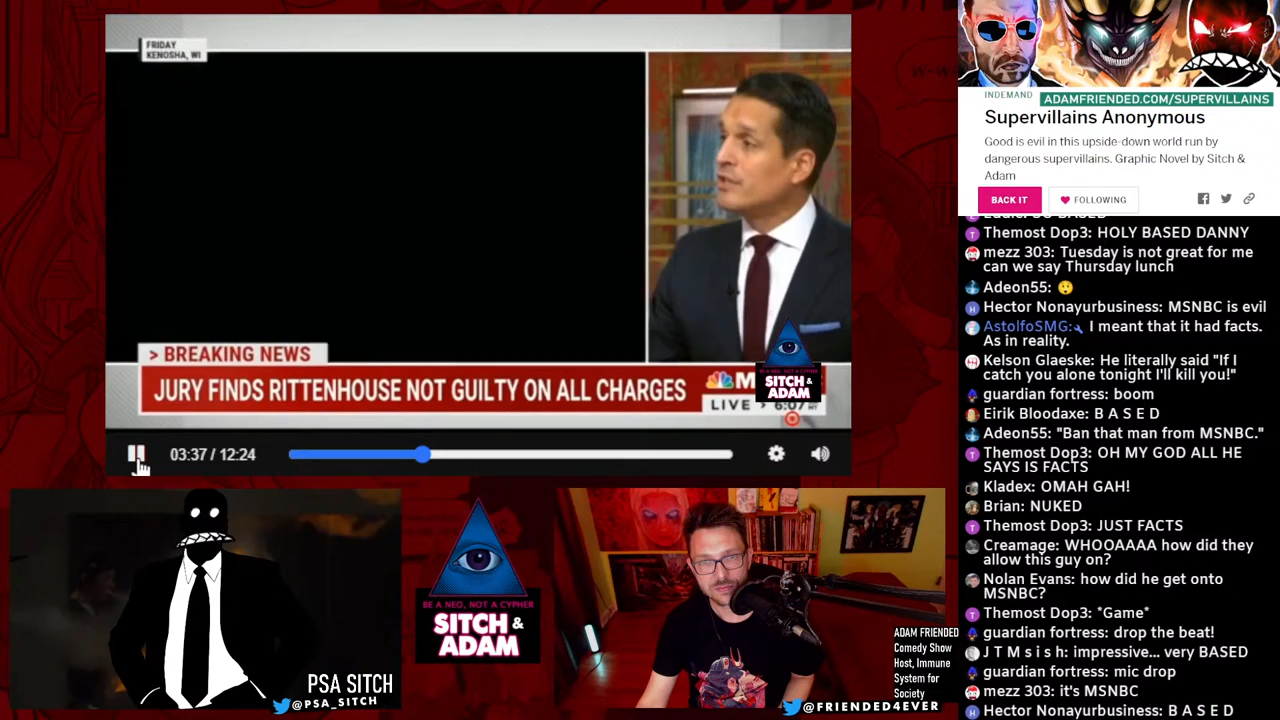 FRIDAY
KENOSHA, WI
> BREAKING NEWS
JURY FINDS RITTENHOUSE NOT GUILTY ON ALL CHARGES
LIVE
SITCH &
ADAM
03:37 / 12:24
BE A NEO, NOT A CYPHER
SITCH &
ADAM
PSA SITCH
@PSA_SITCH
ADAM FRIENDED
Comedy Show
Host, Immune
System for
Society
@FRIENDED4EVER
INDEMAND
ADAMFRIENDED.COM/SUPERVILLAINS
Supervillains Anonymous
Good is evil in this upside-down world run by
dangerous supervillains. Graphic Novel by Sitch &
Adam
BACK IT
FOLLOWING
Themost Dop3: HOLY BASED DANNY
mezz 303: Tuesday is not great for me
can we say Thursday lunch
Adeon55: 😲
Hector Nonayurbusiness: MSNBC is evil
AstolfoSMG: I meant that it had facts.
As in reality.
Kelson Glaeske: He literally said "If I
catch you alone tonight I'll kill you!"
guardian fortress: boom
Eirik Bloodaxe: B A S E D
Adeon55: "Ban that man from MSNBC."
Themost Dop3: OH MY GOD ALL HE
SAYS IS FACTS
Kladex: OMAH GAH!
Brian: NUKED
Themost Dop3: JUST FACTS
Creamage: WHOOAAAA how did they
allow this guy on?
Nolan Evans: how did he get onto
MSNBC?
Themost Dop3: *Game*
guardian fortress: drop the beat!
J T M s i s h: impressive... very BASED
guardian fortress: mic drop
mezz 303: it's MSNBC
Hector Nonayurbusiness: B A S E D